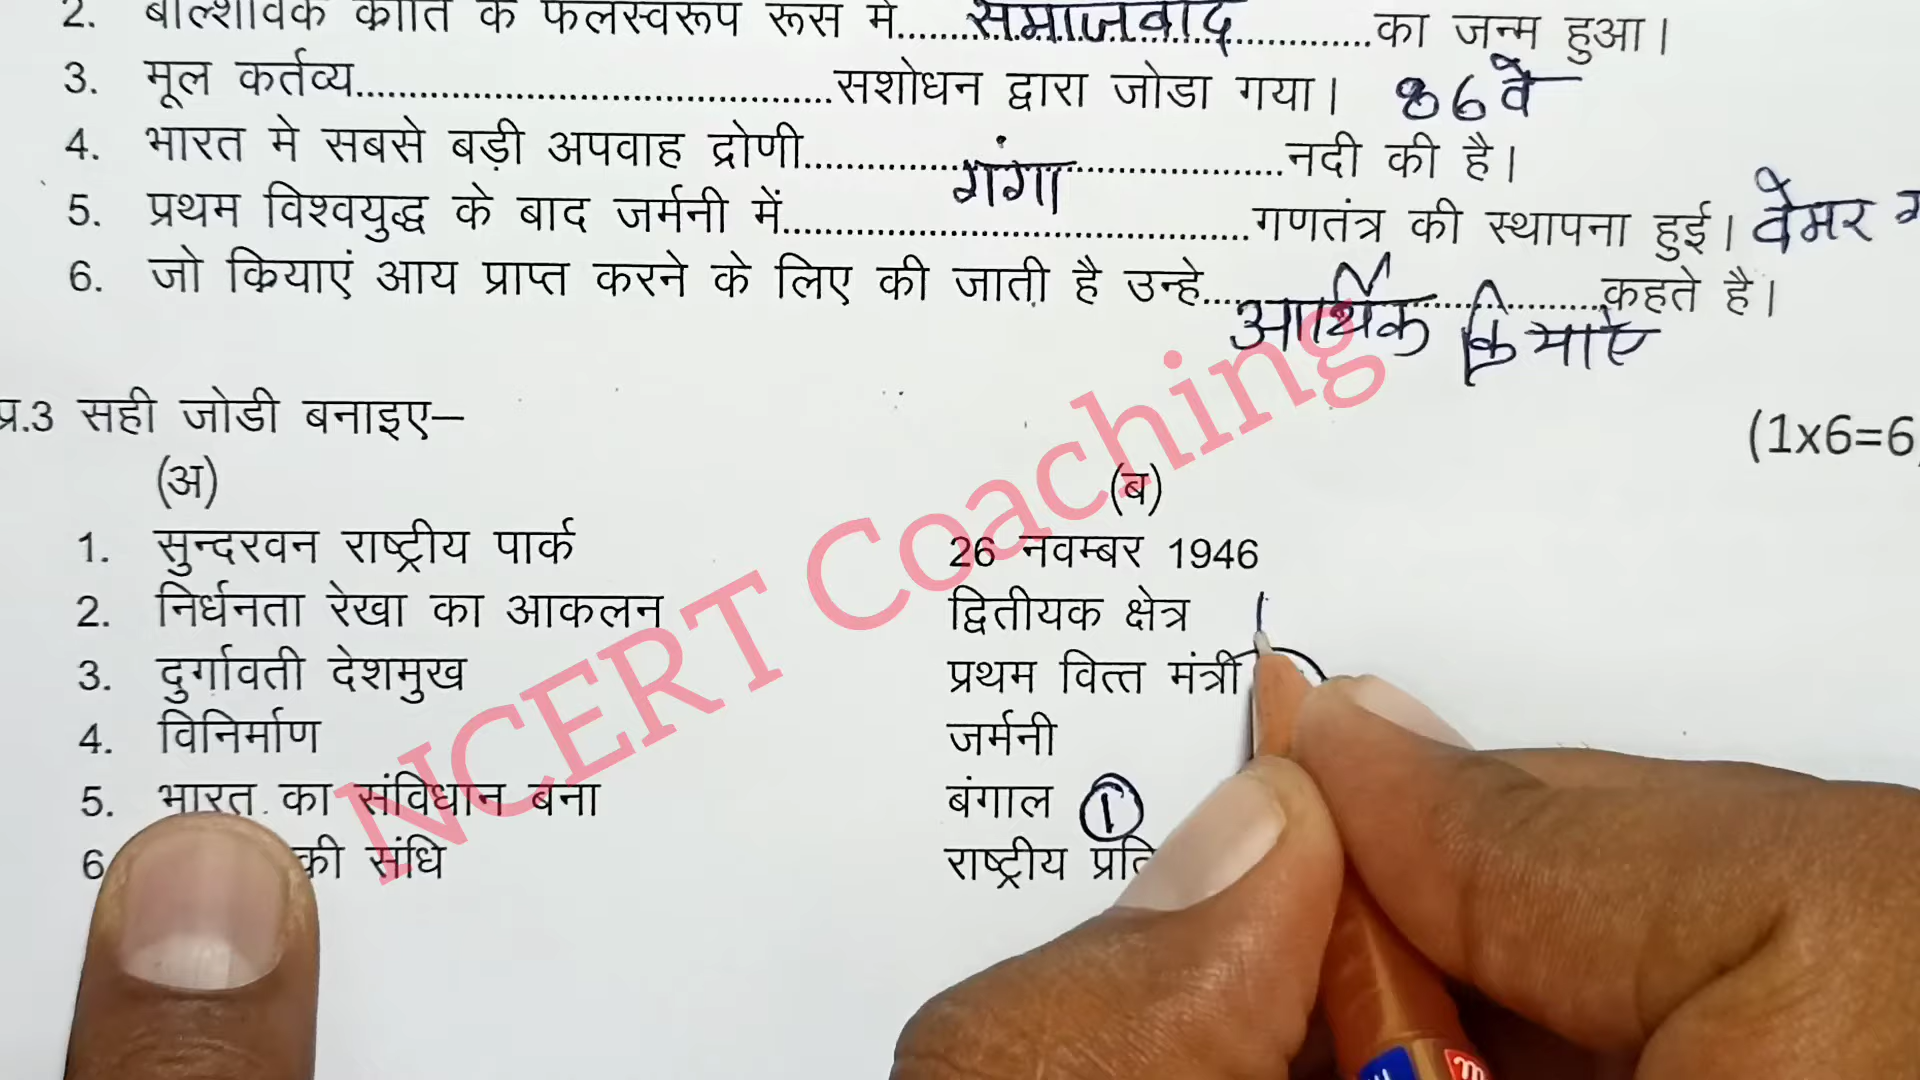 2. बोल्शेविक क्रांति के फलस्वरूप रूस में.....समाजवाद.....का जन्म हुआ।
3. मूल कर्तव्य..........सशोधन द्वारा जोडा गया। 86वे
4. भारत मे सबसे बड़ी अपवाह द्रोणी.....गंगा.....नदी की है।
5. प्रथम विश्वयुद्ध के बाद जर्मनी में..........गणतंत्र की स्थापना हुई। वेमर
6. जो क्रियाएं आय प्राप्त करने के लिए की जाती है उन्हे..........कहते है।
आर्थिक क्रियाऐ
प्र.3 सही जोडी बनाइए–
(1x6=6
(अ) (ब)
1. सुन्दरवन राष्ट्रीय पार्क 26 नवम्बर 1946
2. निर्धनता रेखा का आकलन द्वितीयक क्षेत्र
3. दुर्गावती देशमुख प्रथम वित्त मंत्री
4. विनिर्माण जर्मनी
5. भारत का संविधान बना बंगाल 1
6 की संधि राष्ट्रीय
NCERT Coaching